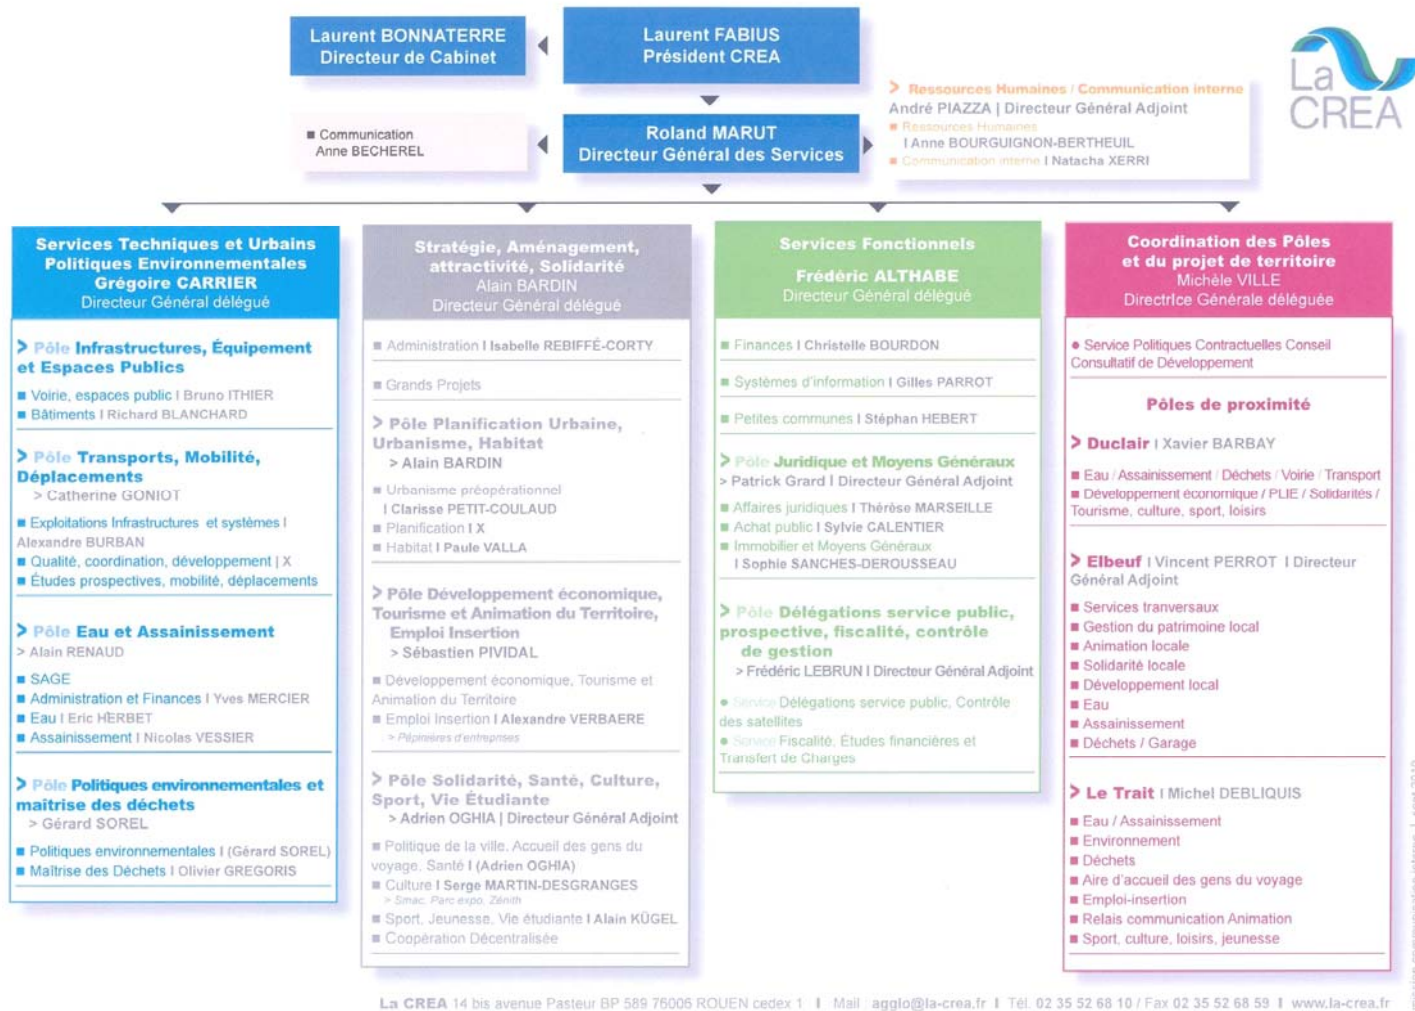 Laurent BONNATERRE
Directeur de Cabinet
Laurent FABIUS
Président CREA
La
CREA
> Ressources Humaines / Communication interne
André PIAZZA | Directeur Général Adjoint
■ Ressources Humaines
I Anne BOURGUIGNON-BERTHEUIL
■ Communication interne I Natacha XERRI
■ Communication
Anne BECHEREL
Roland MARUT
Directeur Général des Services
Services Techniques et Urbains
Politiques Environnementales
Grégoire CARRIER
Directeur Général délégué
> Pôle Infrastructures, Équipement
et Espaces Publics
■ Voirie, espaces public I Bruno ITHIER
■ Bâtiments I Richard BLANCHARD
> Pôle Transports, Mobilité,
Déplacements
> Catherine GONIOT
■ Exploitations Infrastructures et systèmes I
Alexandre BURBAN
■ Qualité, coordination, développement | X
■ Études prospectives, mobilité, déplacements
> Pôle Eau et Assainissement
> Alain RENAUD
■ SAGE
■ Administration et Finances I Yves MERCIER
■ Eau I Eric HERBET
■ Assainissement I Nicolas VESSIER
> Pôle Politiques environnementales et
maîtrise des déchets
> Gérard SOREL
■ Politiques environnementales I (Gérard SOREL)
■ Maîtrise des Déchets I Olivier GREGORIS
Stratégie, Aménagement,
attractivité, Solidarité
Alain BARDIN
Directeur Général délégué
■ Administration I Isabelle REBIFFÉ-CORTY
■ Grands Projets
> Pôle Planification Urbaine,
Urbanisme, Habitat
> Alain BARDIN
■ Urbanisme préopérationnel
I Clarisse PETIT-COULAUD
■ Planification I X
■ Habitat I Paule VALLA
> Pôle Développement économique,
Tourisme et Animation du Territoire,
Emploi Insertion
> Sébastien PIVIDAL
■ Développement économique, Tourisme et
Animation du Territoire
■ Emploi Insertion I Alexandre VERBAERE
> Pépinières d'entreprises
> Pôle Solidarité, Santé, Culture,
Sport, Vie Étudiante
> Adrien OGHIA | Directeur Général Adjoint
■ Politique de la ville, Accueil des gens du
voyage, Santé I (Adrien OGHIA)
■ Culture I Serge MARTIN-DESGRANGES
> Smac, Parc expo, Zénith
■ Sport, Jeunesse, Vie étudiante I Alain KÜGEL
■ Coopération Décentralisée
Services Fonctionnels
Frédéric ALTHABE
Directeur Général délégué
■ Finances I Christelle BOURDON
■ Systèmes d'information I Gilles PARROT
■ Petites communes I Stéphan HEBERT
> Pôle Juridique et Moyens Généraux
> Patrick Grard I Directeur Général Adjoint
■ Affaires juridiques I Thérèse MARSEILLE
■ Achat public I Sylvie CALENTIER
■ Immobilier et Moyens Généraux
I Sophie SANCHES-DEROUSSEAU
> Pôle Délégations service public,
prospective, fiscalité, contrôle
de gestion
> Frédéric LEBRUN I Directeur Général Adjoint
● Service Délégations service public, Contrôle
des satellites
● Service Fiscalité, Études financières et
Transfert de Charges
Coordination des Pôles
et du projet de territoire
Michèle VILLE
DirectrIce Générale déléguée
● Service Politiques Contractuelles Conseil
Consultatif de Développement
Pôles de proximité
> Duclair I Xavier BARBAY
■ Eau / Assainissement / Déchets / Voirie / Transport
■ Développement économique / PLIE / Solidarités /
Tourisme, culture, sport, loisirs
> Elbeuf I Vincent PERROT I Directeur
Général Adjoint
■ Services tranversaux
■ Gestion du patrimoine local
■ Animation locale
■ Solidarité locale
■ Développement local
■ Eau
■ Assainissement
■ Déchets / Garage
> Le Trait I Michel DEBLIQUIS
■ Eau / Assainissement
■ Environnement
■ Déchets
■ Aire d'accueil des gens du voyage
■ Emploi-insertion
■ Relais communication Animation
■ Sport, culture, loisirs, jeunesse
La CREA 14 bis avenue Pasteur BP 589 76006 ROUEN cedex 1 I Mail : agglo@la-crea.fr I Tél. 02 35 52 68 10 / Fax 02 35 52 68 59 I www.la-crea.fr
communication interne I